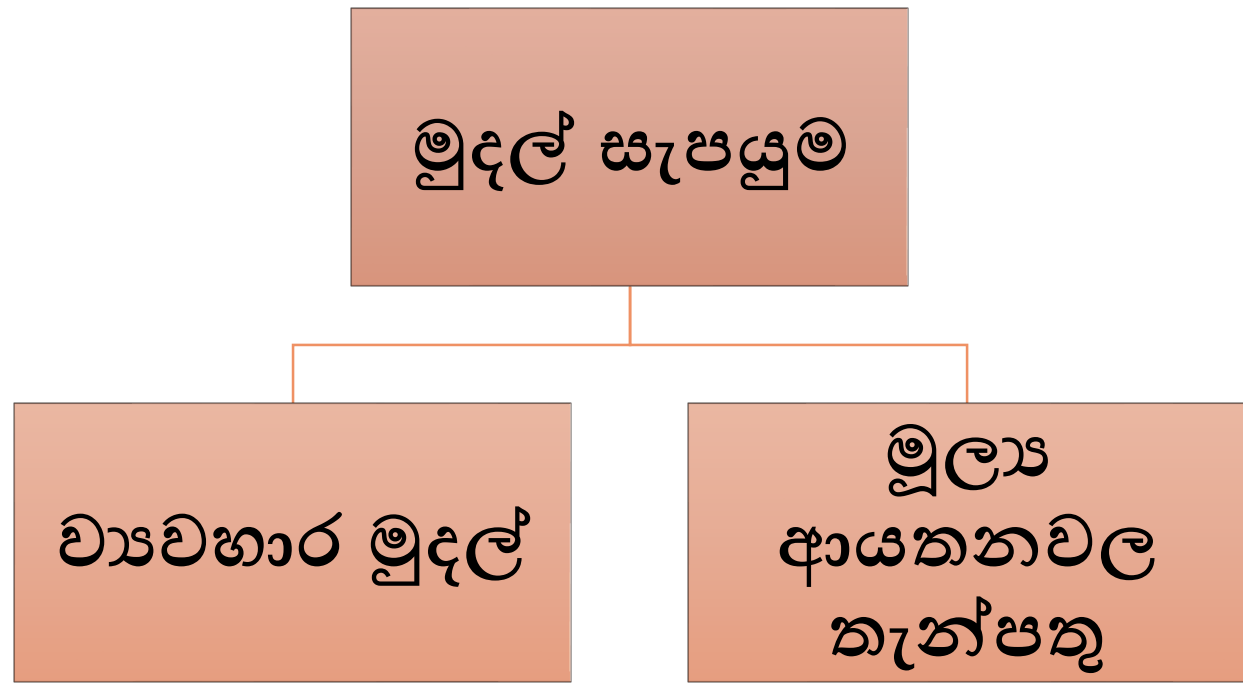 මුදල් සැපයුම
ව්‍යවහාර මුදල්
මූල්‍ය
ආයතනවල
තැන්පතු